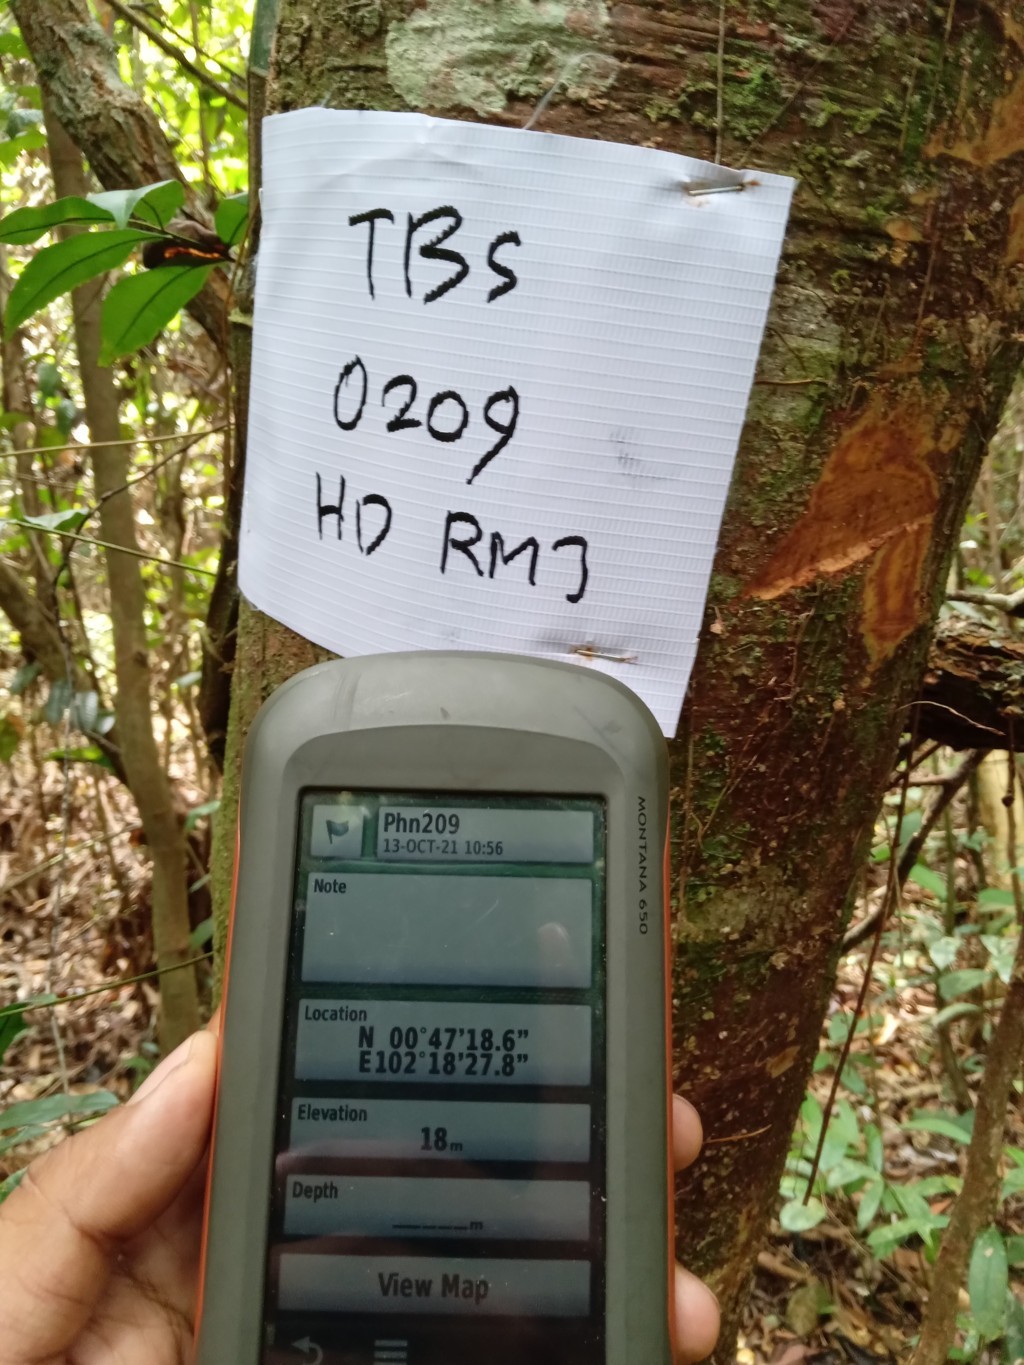 TBS
0209
HD RMJ
MONTANA 650
Phn209
13-OCT-21 10:56
Note
Location
N 00°47'18.6"
E102°18'27.8"
Elevation
18m
Depth
____m
View Map